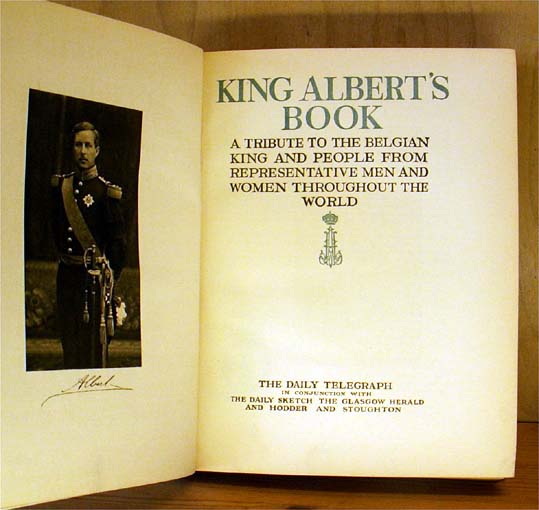 Albert
KING ALBERT'S
BOOK
A TRIBUTE TO THE BELGIAN
KING AND PEOPLE FROM
REPRESENTATIVE MEN AND
WOMEN THROUGHOUT THE
WORLD
THE DAILY TELEGRAPH
IN CONJUNCTION WITH
THE DAILY SKETCH THE GLASGOW HERALD
AND HODDER AND STOUGHTON